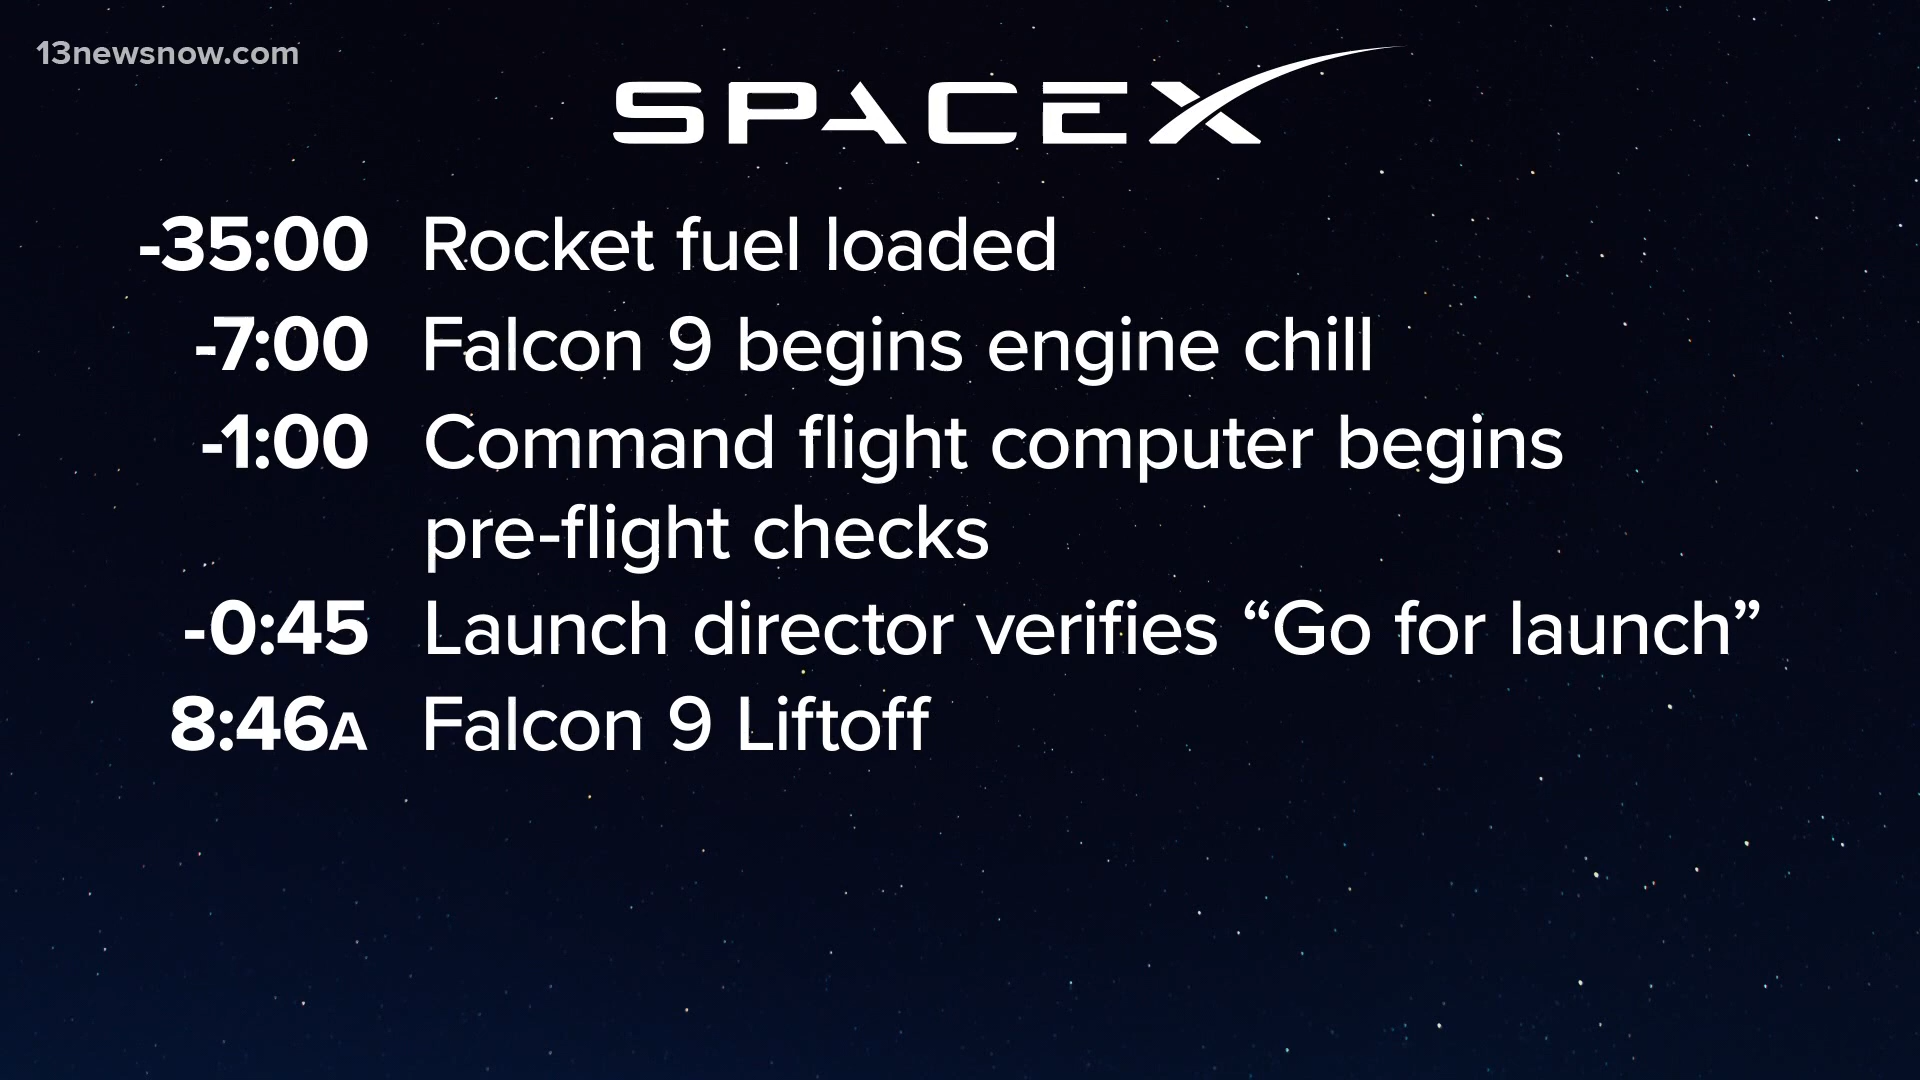 13newsnow.com
SPACEX
-35:00 Rocket fuel loaded
-7:00 Falcon 9 begins engine chill
-1:00 Command flight computer begins
pre-flight checks
-0:45 Launch director verifies “Go for launch”
8:46A Falcon 9 Liftoff